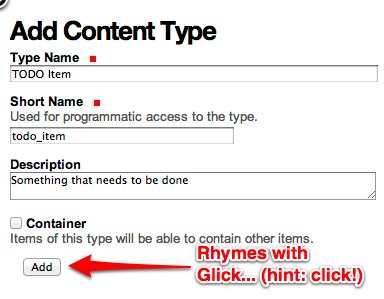 Add Content Type
Type Name
TODO Item
Short Name
Used for programmatic access to the type.
todo_item
Description
Something that needs to be done
Container
Items of this type will be able to contain other items.
Add
Rhymes with
Glick... (hint: click!)